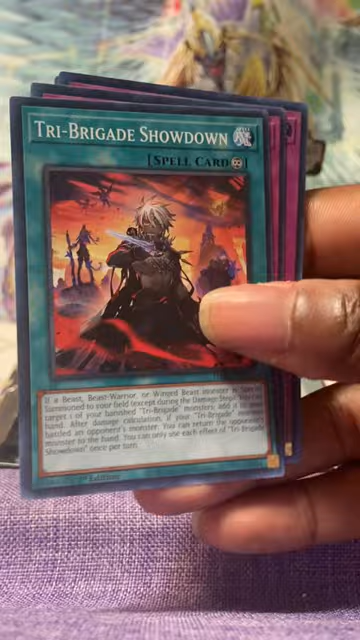 TRI-BRIGADE SHOWDOWN
[SPELL CARD
If a Beast, Beast-Warrior, or Winged Beast monster is Special
Summoned to your field (except during the Damage Step): You can
target 1 of your banished "Tri-Brigade" monsters; add it to your
hand. After damage calculation, if your "Tri-Brigade" monster
battled an opponent's monster: You can return the opponent's
monster to the hand. You can only use each effect of "Tri-Brigade
Showdown" once per turn.
Edition